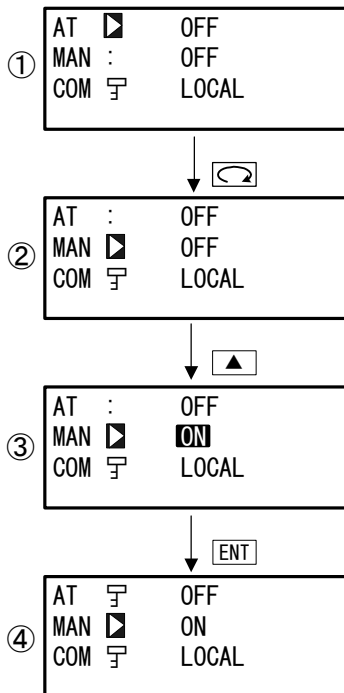 ①
AT ▷ OFF
MAN : OFF
COM LOCAL
②
AT : OFF
MAN ▷ OFF
COM LOCAL
▲
③
AT : OFF
MAN ▷ ON
COM LOCAL
ENT
④
AT OFF
MAN ▷ ON
COM LOCAL